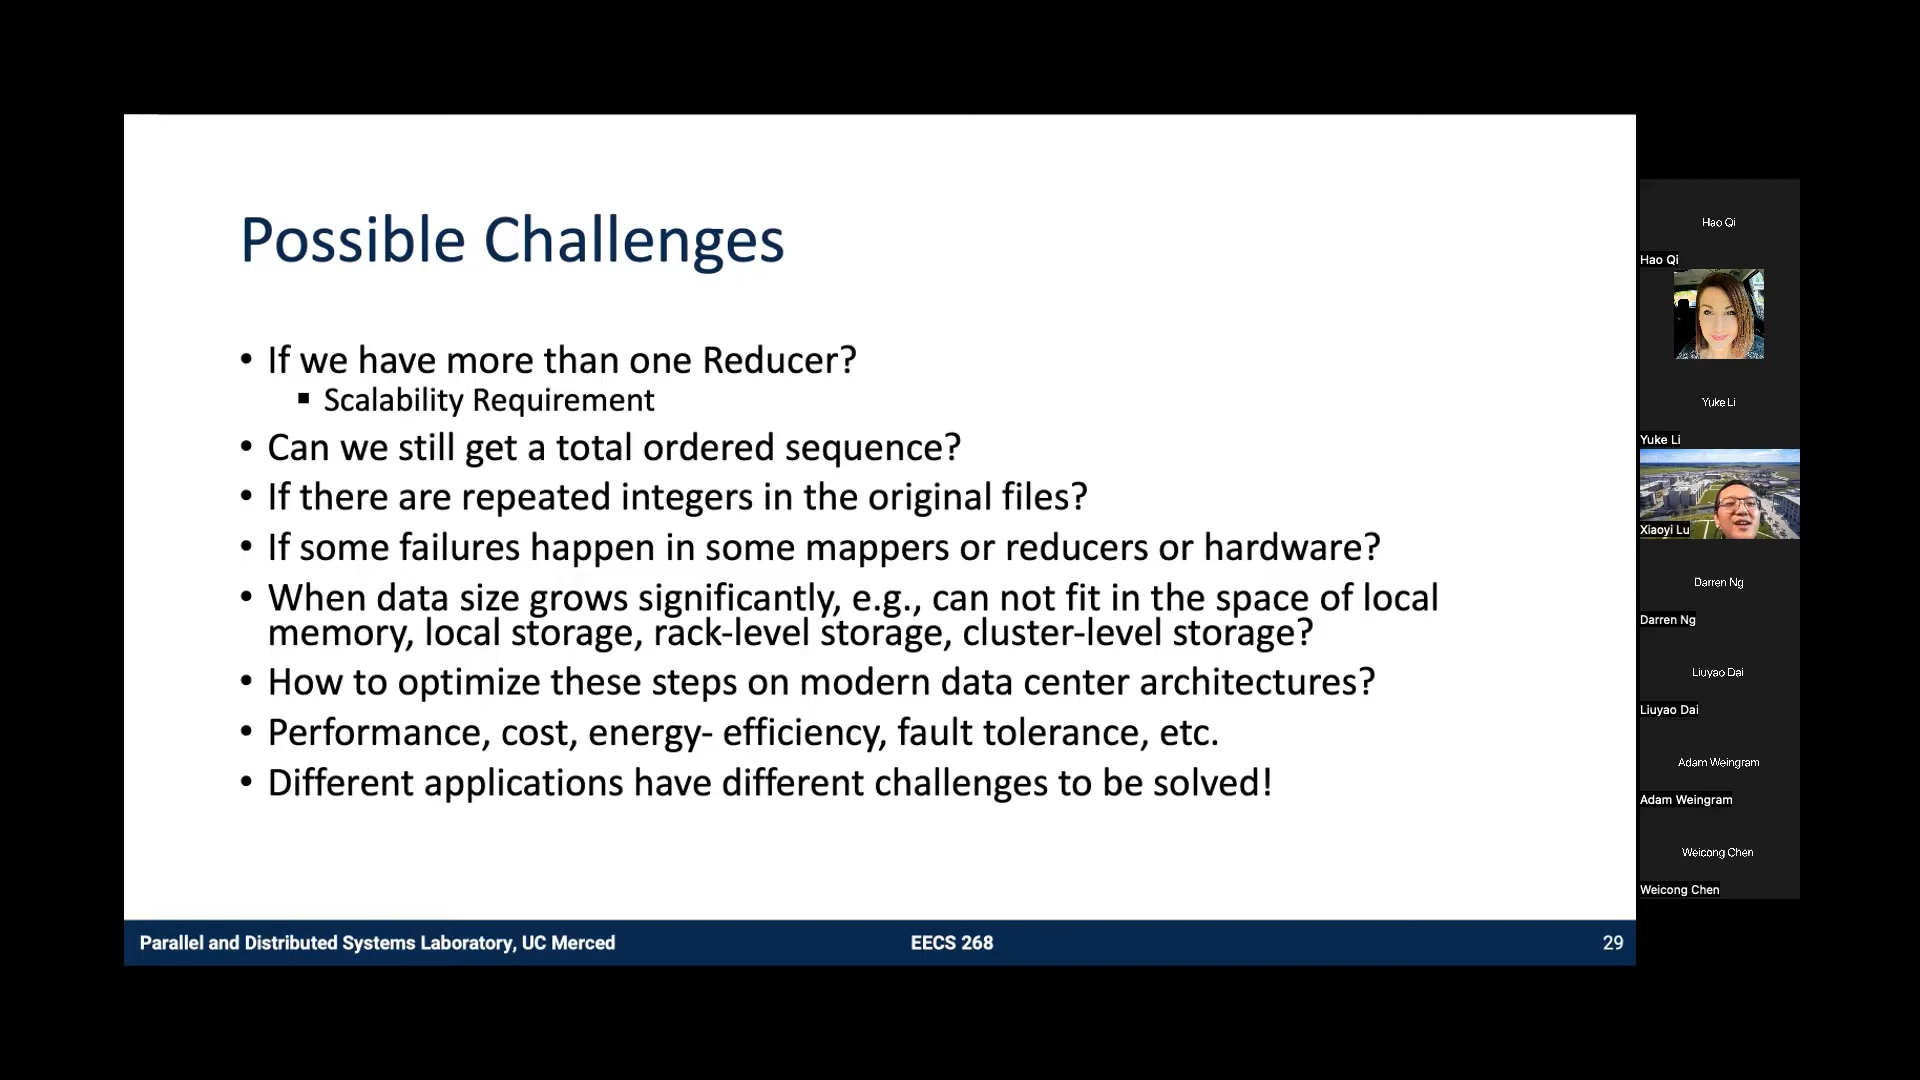 Possible Challenges
• If we have more than one Reducer?
▪ Scalability Requirement
• Can we still get a total ordered sequence?
• If there are repeated integers in the original files?
• If some failures happen in some mappers or reducers or hardware?
• When data size grows significantly, e.g., can not fit in the space of local
memory, local storage, rack-level storage, cluster-level storage?
• How to optimize these steps on modern data center architectures?
• Performance, cost, energy- efficiency, fault tolerance, etc.
• Different applications have different challenges to be solved!
Parallel and Distributed Systems Laboratory, UC Merced
EECS 268
29
Hao Qi
Hao Qi
Yuke Li
Yuke Li
Xiaoyi Lu
Darren Ng
Darren Ng
Liuyao Dai
Liuyao Dai
Adam Weingram
Adam Weingram
Weicong Chen
Weicong Chen